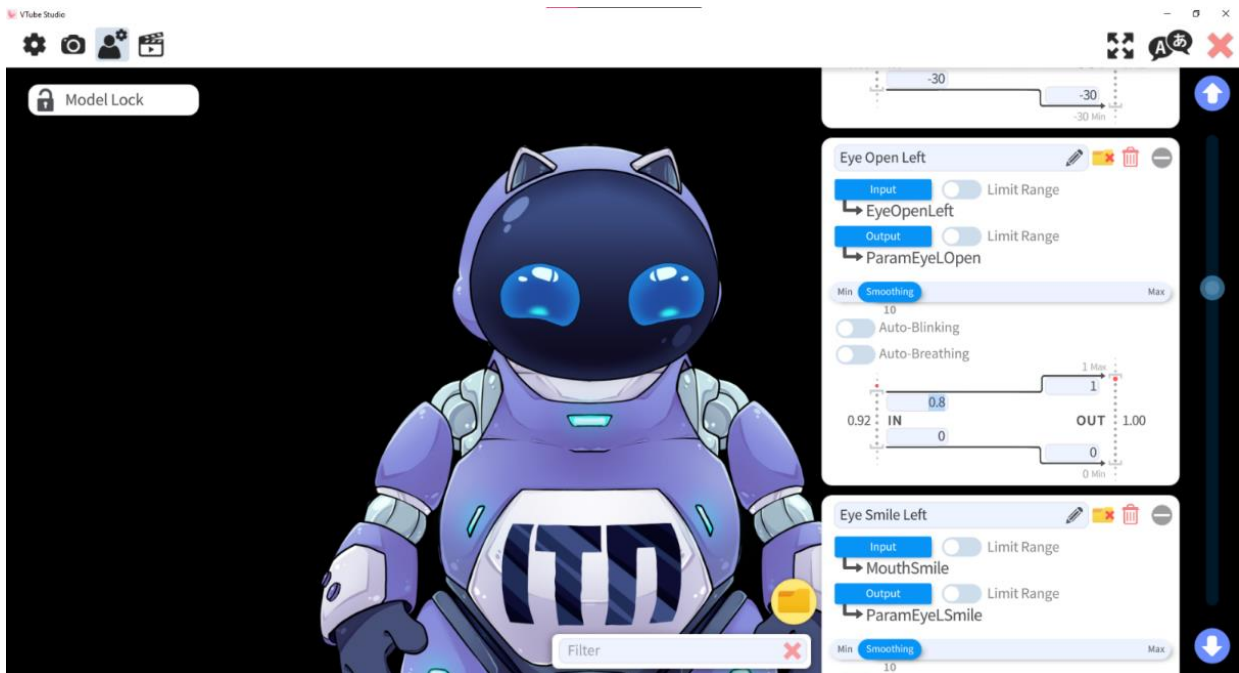 VTube Studio
A あ
Model Lock
-30
-30
-30 Min
Eye Open Left
Input Limit Range
EyeOpenLeft
Output Limit Range
ParamEyeLOpen
Min Smoothing Max
10
Auto-Blinking
Auto-Breathing
1 Max
1
0.8
0.92 IN OUT 1.00
0
0
0 Min
Eye Smile Left
Input Limit Range
MouthSmile
Output Limit Range
ParamEyeLSmile
Min Smoothing Max
10
Filter